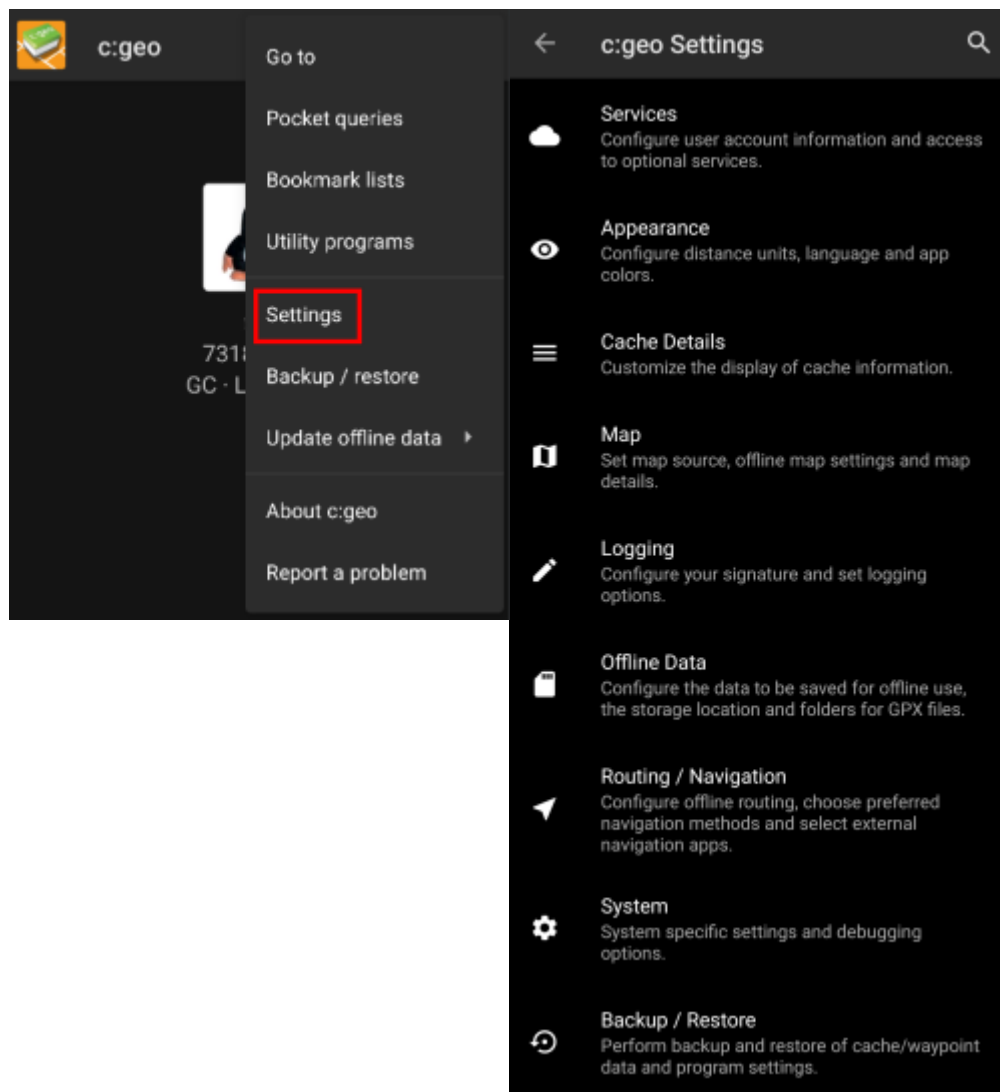 c:geo
7318
GC · L
Go to
Pocket queries
Bookmark lists
Utility programs
Settings
Backup / restore
Update offline data
About c:geo
Report a problem
c:geo Settings
Services
Configure user account information and access
to optional services.
Appearance
Configure distance units, language and app
colors.
Cache Details
Customize the display of cache information.
Map
Set map source, offline map settings and map
details.
Logging
Configure your signature and set logging
options.
Offline Data
Configure the data to be saved for offline use,
the storage location and folders for GPX files.
Routing / Navigation
Configure offline routing, choose preferred
navigation methods and select external
navigation apps.
System
System specific settings and debugging
options.
Backup / Restore
Perform backup and restore of cache/waypoint
data and program settings.